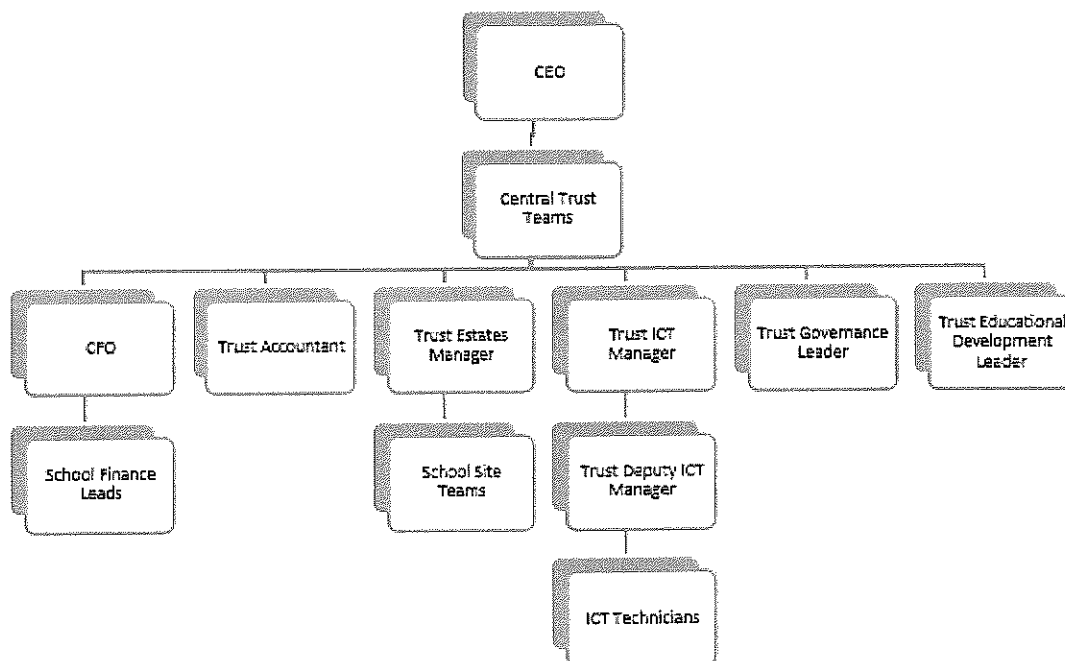 CEO
Central Trust
Teams
CFO
Trust Accountant
Trust Estates
Manager
Trust ICT
Manager
Trust Governance
Leader
Trust Educational
Development
Leader
School Finance
Leads
School Site
Teams
Trust Deputy ICT
Manager
ICT Technicians